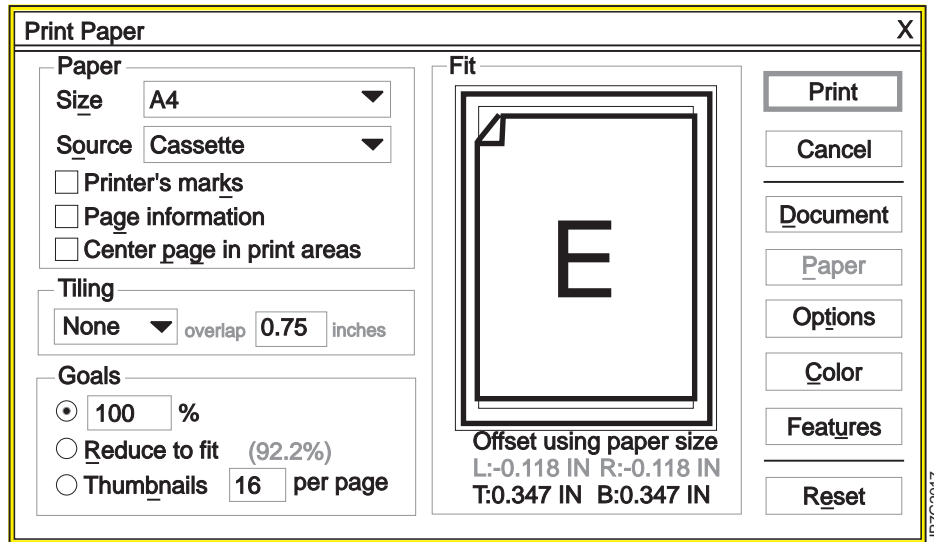 Print Paper X
Paper
Size A4
Source Cassette
Printer's marks
Page information
Center page in print areas
Tiling
None overlap 0.75 inches
Goals
100 %
Reduce to fit (92.2%)
Thumbnails 16 per page
Fit
E
Offset using paper size
L:-0.118 IN R:-0.118 IN
T:0.347 IN B:0.347 IN
Print
Cancel
Document
Paper
Options
Color
Features
Reset